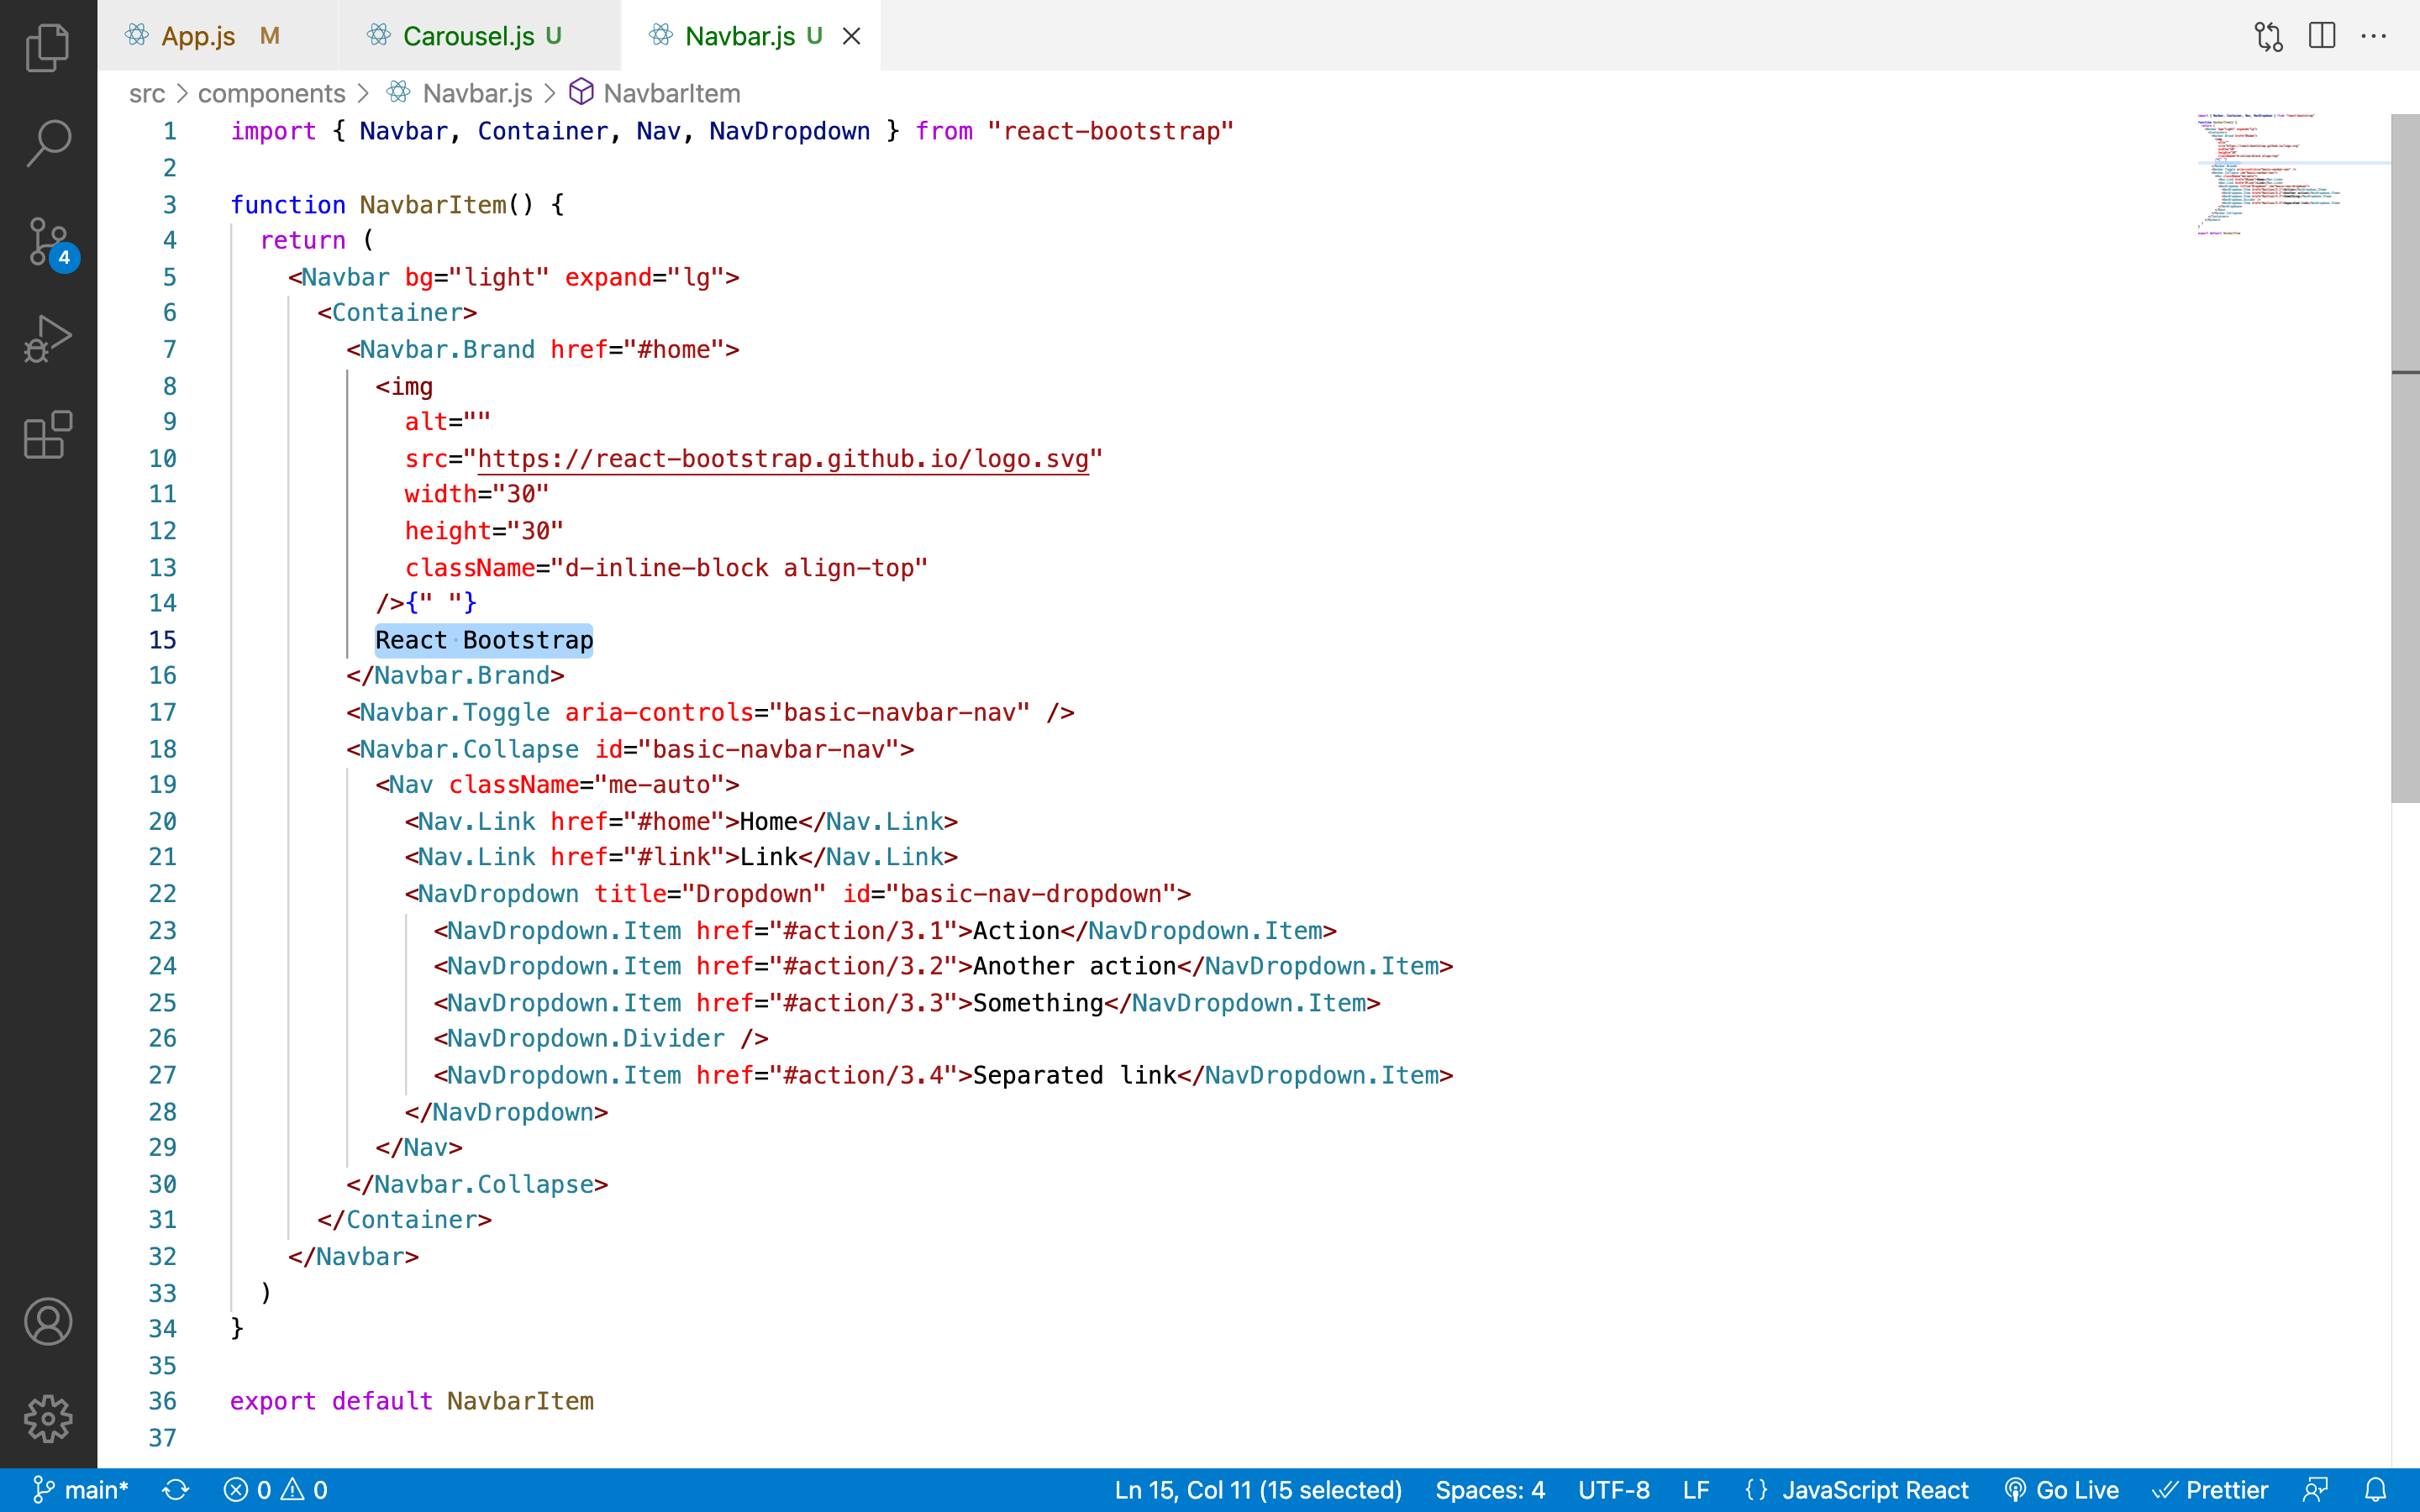 App.js M Carousel.js U Navbar.js U
src > components > Navbar.js > NavbarItem
1 import { Navbar, Container, Nav, NavDropdown } from "react-bootstrap"
2
3 function NavbarItem() {
4 return (
5 <Navbar bg="light" expand="lg">
6 <Container>
7 <Navbar.Brand href="#home">
8 <img
9 alt=""
10 src="https://react-bootstrap.github.io/logo.svg"
11 width="30"
12 height="30"
13 className="d-inline-block align-top"
14 />{" "}
15 React Bootstrap
16 </Navbar.Brand>
17 <Navbar.Toggle aria-controls="basic-navbar-nav" />
18 <Navbar.Collapse id="basic-navbar-nav">
19 <Nav className="me-auto">
20 <Nav.Link href="#home">Home</Nav.Link>
21 <Nav.Link href="#link">Link</Nav.Link>
22 <NavDropdown title="Dropdown" id="basic-nav-dropdown">
23 <NavDropdown.Item href="#action/3.1">Action</NavDropdown.Item>
24 <NavDropdown.Item href="#action/3.2">Another action</NavDropdown.Item>
25 <NavDropdown.Item href="#action/3.3">Something</NavDropdown.Item>
26 <NavDropdown.Divider />
27 <NavDropdown.Item href="#action/3.4">Separated link</NavDropdown.Item>
28 </NavDropdown>
29 </Nav>
30 </Navbar.Collapse>
31 </Container>
32 </Navbar>
33 )
34 }
35
36 export default NavbarItem
37
4
main* 0 0 Ln 15, Col 11 (15 selected) Spaces: 4 UTF-8 LF {} JavaScript React Go Live Prettier